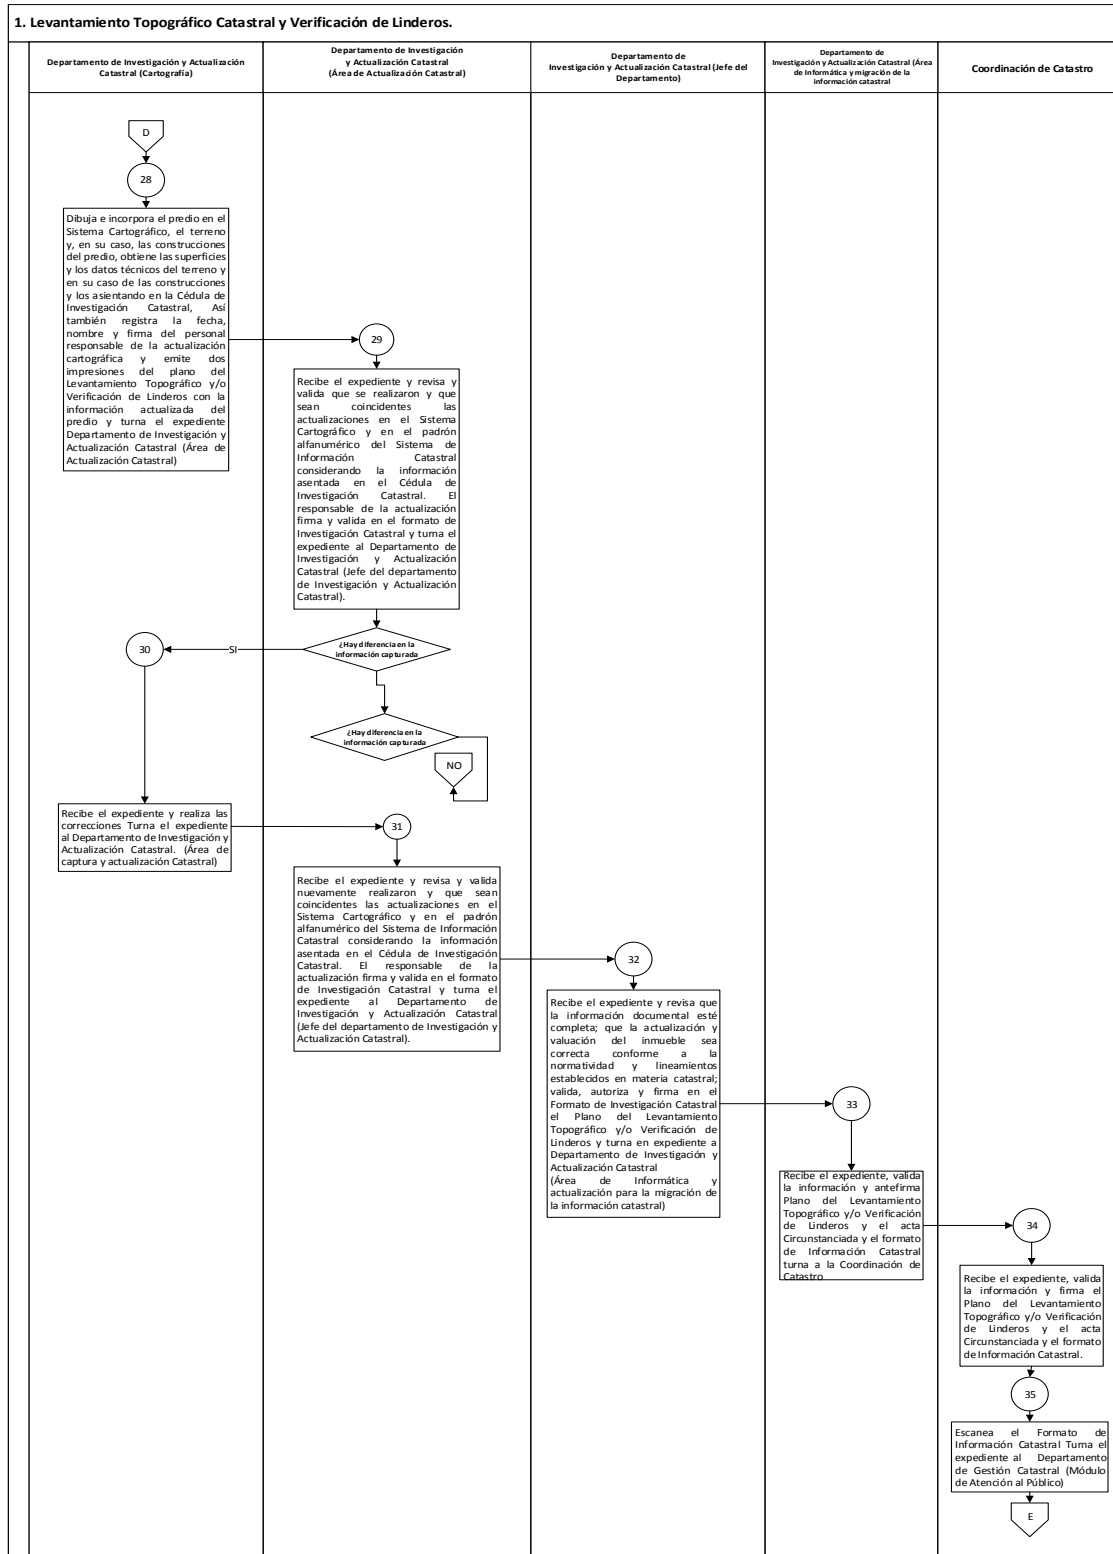 1. Levantamiento Topográfico Catastral y Verificación de Linderos.
Departamento de Investigación y Actualización
Catastral (Cartografía)
Departamento de Investigación
y Actualización Catastral
(Área de Actualización Catastral)
Departamento de
Investigación y Actualización Catastral (Jefe del
Departamento)
Departamento de
Investigación y Actualización Catastral (Área
de Informática y migración de la
información catastral
Coordinación de Catastro
D
28
Dibuja e incorpora el predio en el
Sistema Cartográfico, el terreno
y, en su caso, las construcciones
del predio, obtiene las superficies
y los datos técnicos del terreno y
en su caso de las construcciones
y los asientando en la Cédula de
Investigación Catastral, Así
también registra la fecha,
nombre y firma del personal
responsable de la actualización
cartográfica y emite dos
impresiones del plano del
Levantamiento Topográfico y/o
Verificación de Linderos con la
información actualizada del
predio y turna el expediente
Departamento de Investigación y
Actualización Catastral (Área de
Actualización Catastral)
29
Recibe el expediente y revisa y
valida que se realizaron y que
sean coincidentes las
actualizaciones en el Sistema
Cartográfico y en el padrón
alfanumérico del Sistema de
Información Catastral
considerando la información
asentada en el Cédula de
Investigación Catastral. El
responsable de la actualización
firma y valida en el formato de
Investigación Catastral y turna el
expediente al Departamento de
Investigación y Actualización
Catastral (Jefe del departamento
de Investigación y Actualización
Catastral).
¿Hay diferencia en la
información capturada
SI
30
¿Hay diferencia en la
información capturada
NO
Recibe el expediente y realiza las
correcciones Turna el expediente
al Departamento de Investigación y
Actualización Catastral. (Área de
captura y actualización Catastral)
31
Recibe el expediente y revisa y valida
nuevamente realizaron y que sean
coincidentes las actualizaciones en el
Sistema Cartográfico y en el padrón
alfanumérico del Sistema de Información
Catastral considerando la información
asentada en el Cédula de Investigación
Catastral. El responsable de la
actualización firma y valida en el formato
de Investigación Catastral y turna el
expediente al Departamento de
Investigación y Actualización Catastral
(Jefe del departamento de Investigación y
Actualización Catastral).
32
Recibe el expediente y revisa que
la información documental esté
completa; que la actualización y
valuación del inmueble sea
correcta conforme a la
normatividad y lineamientos
establecidos en materia catastral;
valida, autoriza y firma en el
Formato de Investigación Catastral
el Plano del Levantamiento
Topográfico y/o Verificación de
Linderos y turna en expediente a
Departamento de Investigación y
Actualización Catastral
(Área de Informática y
actualización para la migración de
la información catastral)
33
Recibe el expediente, valida
la información y antefirma
Plano del Levantamiento
Topográfico y/o Verificación
de Linderos y el acta
Circunstanciada y el formato
de Información Catastral
turna a la Coordinación de
Catastro
34
Recibe el expediente, valida
la información y firma el
Plano del Levantamiento
Topográfico y/o Verificación
de Linderos y el acta
Circunstanciada y el formato
de Información Catastral.
35
Escanea el Formato de
Información Catastral Turna el
expediente al Departamento
de Gestión Catastral (Módulo
de Atención al Público)
E